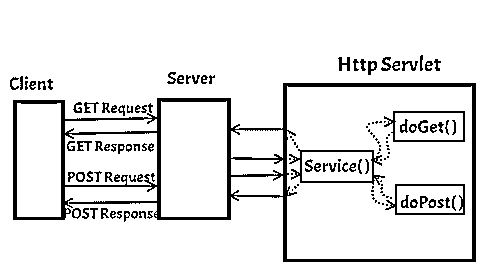 Http Servlet
Client
Server
GET Request
GET Response
POST Request
POST Response
doGet()
Service()
doPost()